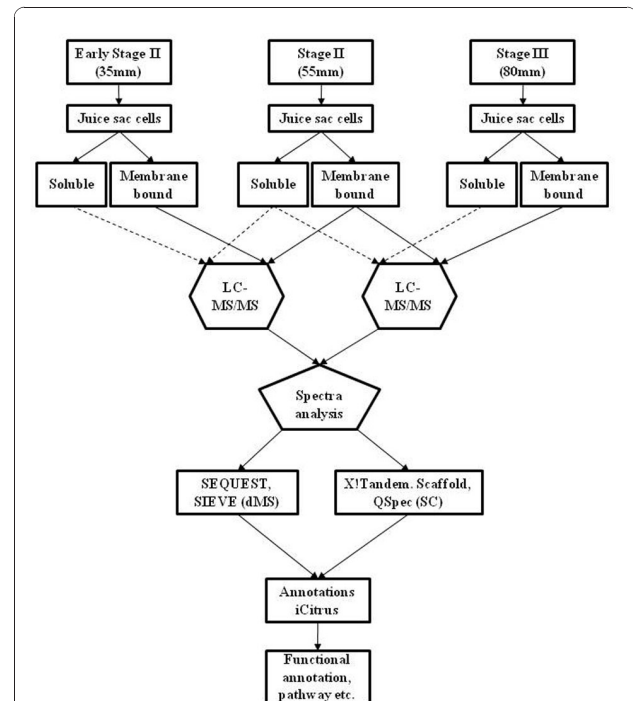 Early Stage II
(35mm)
Stage II
(55mm)
Stage III
(80mm)
Juice sac cells
Juice sac cells
Juice sac cells
Soluble
Membrane
bound
Soluble
Membrane
bound
Soluble
Membrane
bound
LC-
MS/MS
LC-
MS/MS
Spectra
analysis
SEQUEST,
SIEVE (dMS)
X!Tandem. Scaffold,
QSpec (SC)
Annotations
iCitrus
Functional
annotation,
pathway etc.